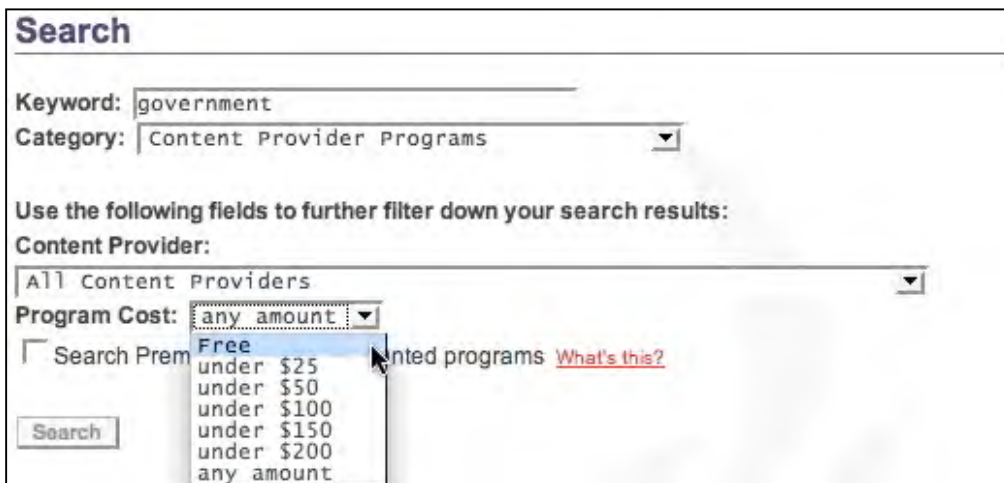 Search
Keyword: government
Category: Content Provider Programs
Use the following fields to further filter down your search results:
Content Provider:
All Content Providers
Program Cost: any amount
Search Prem nted programs What's this?
Free
under $25
under $50
under $100
under $150
under $200
any amount
Search